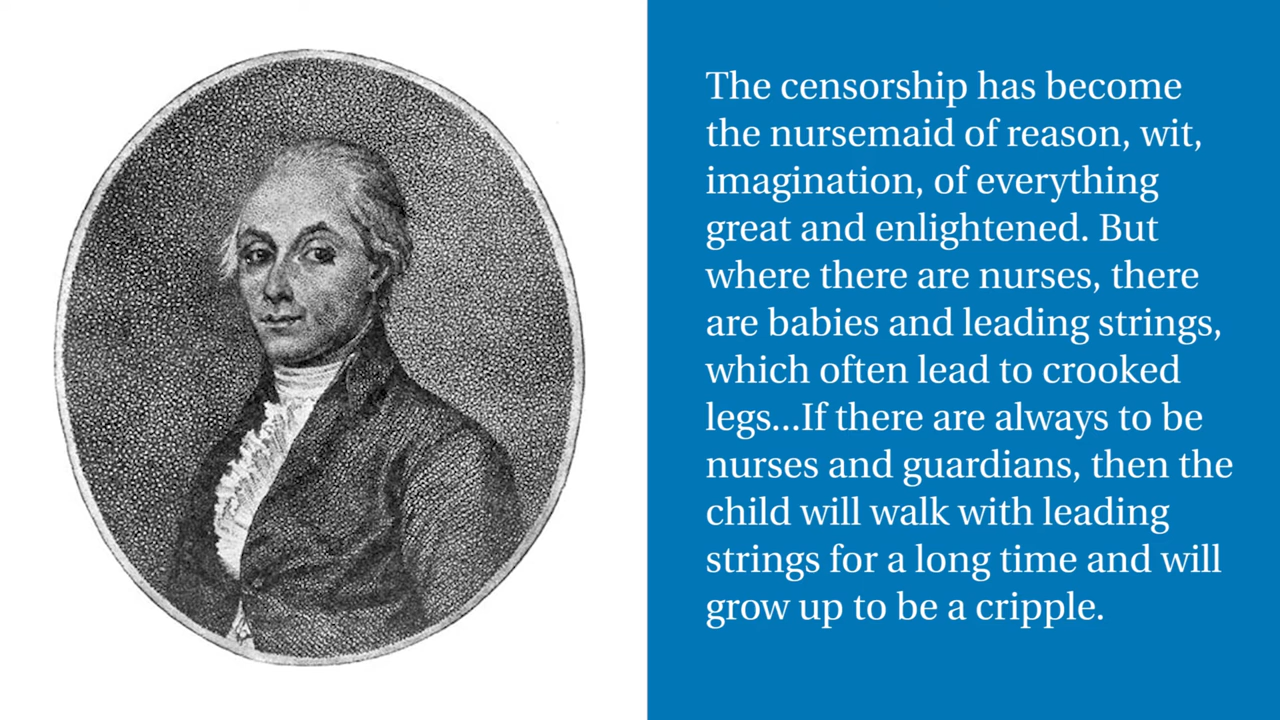 The censorship has become
the nursemaid of reason, wit,
imagination, of everything
great and enlightened. But
where there are nurses, there
are babies and leading strings,
which often lead to crooked
legs...If there are always to be
nurses and guardians, then the
child will walk with leading
strings for a long time and will
grow up to be a cripple.